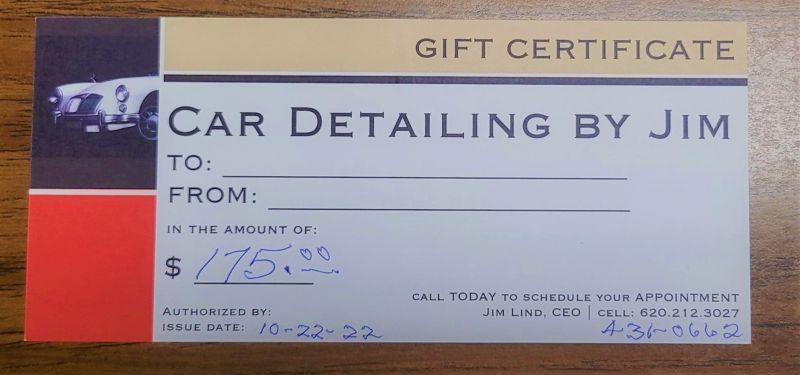 GIFT CERTIFICATE
CAR DETAILING BY JIM
TO:
FROM:
IN THE AMOUNT OF:
$ 175.00
CALL TODAY TO SCHEDULE YOUR APPOINTMENT
AUTHORIZED BY:
JIM LIND, CEO | CELL: 620.212.3027
ISSUE DATE: 10-22-22
431-0662